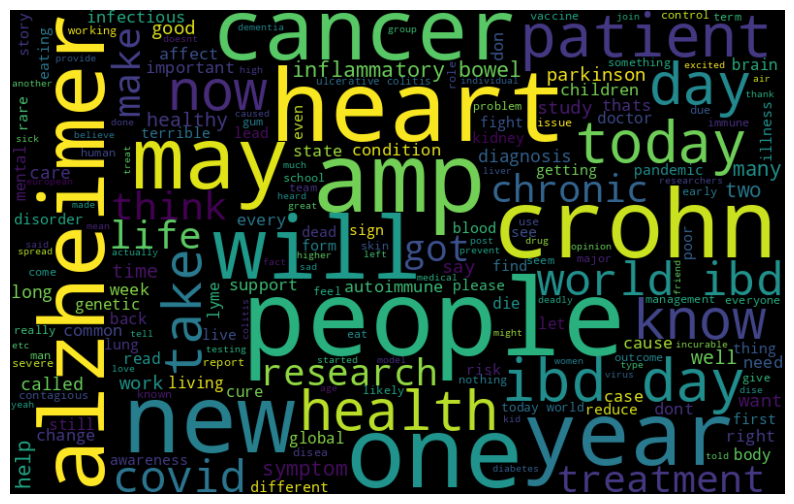 infectious
working
story
eating
good
make
cancer
dementia
group
doesnt
don
patient
vaccine
join
control
term
something
excited
air
provide
affect
important
inflammatory bowel
parkinson
day
brain
another
rare
now
high
ulcerative colitis
role
children
thank
done
caused
gum
heart
problem
study
thats
due
immune
sick
believe
healthy
even
fight
issue
doctor
today
illness
alzheimer
human
terrible
lead
state
condition
kidney
pandemic
mental
care
treat
may
amp
diagnosis
getting
many
european
much
liver
researchers
made
think
school
heard
team
great
chronic
early
two
disorder
life
every
dead
sign
blood
use
mean
said
spread
actually
form
skin
post
drug
opinion
poor
come
time
will
got
see
prevent
seem
major
crohn
fact
higher
sad
left
say
medical
find
friend
long
week
genetic
take
lyme
support
feel
autoimmune
please
world ibd
deadly
management
everyone
common
back
die
let
know
really
tell
live
colitis
eat
etc
man
lung
people
might
cause
incurable
thing
severe
love
read
report
testing
started
model
risk
women
outcome
well
need
called
work
living
research
nothing
type
virus
contagious
cure
age
likely
ibd day
case
give
yeah
known
reduce
dise
still
new
health
today world
dont
want
change
one
kid
year
first
help
global
right
awareness
symptom
disea
diabetes
told
body
covid
different
treatment
individual